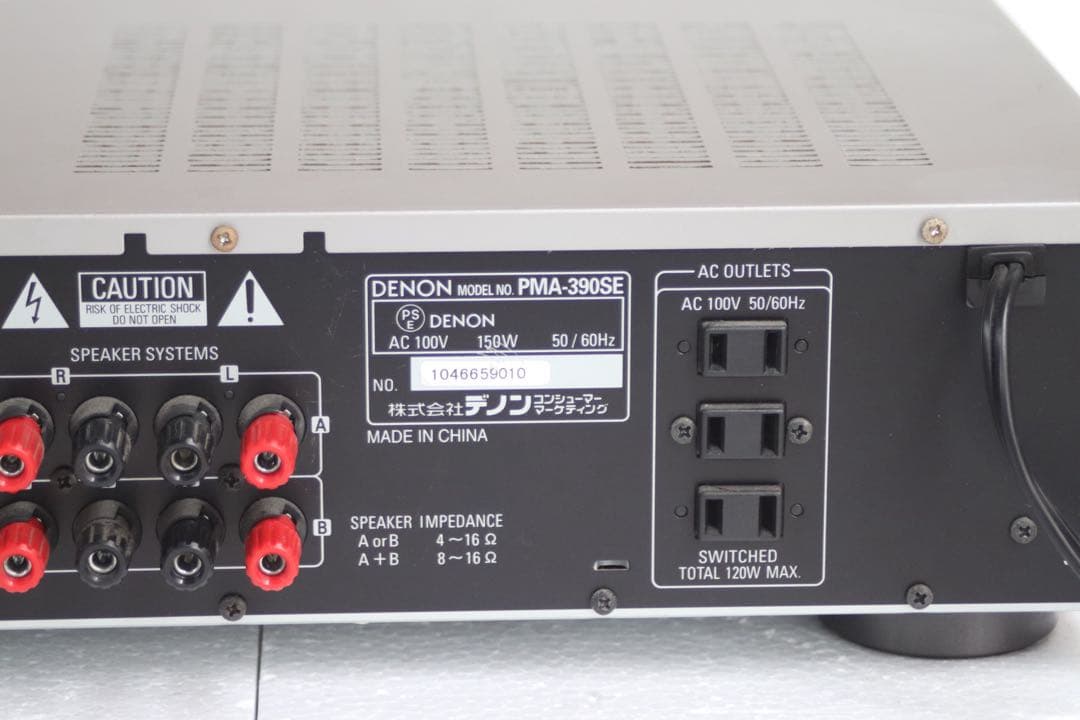 CAUTION
RISK OF ELECTRIC SHOCK
DO NOT OPEN
SPEAKER SYSTEMS
R
L
A
B
DENON MODEL NO. PMA-390SE
PSE DENON
AC 100V 150W 50/60Hz
NO. 1046659010
株式会社デノン コンシューマー
マーケティング
MADE IN CHINA
SPEAKER IMPEDANCE
A or B 4~16 Ω
A + B 8~16 Ω
AC OUTLETS
AC 100V 50/60Hz
SWITCHED
TOTAL 120W MAX.